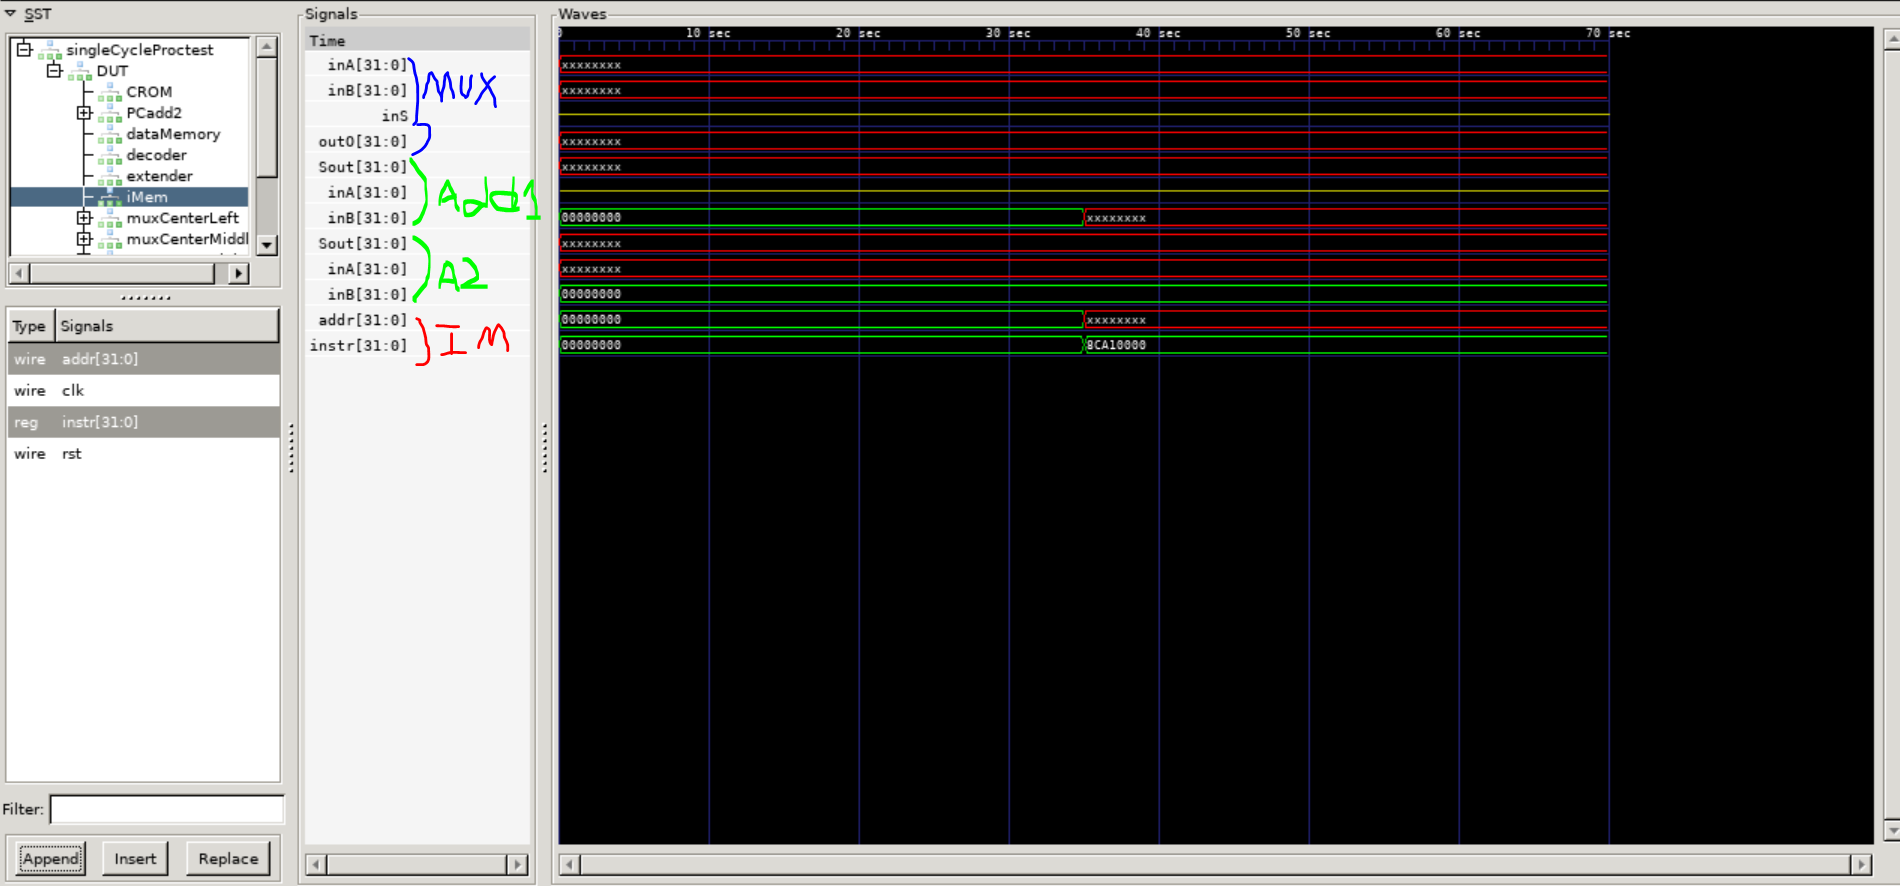 SST
singleCycleProctest
DUT
CROM
PCadd2
dataMemory
decoder
extender
iMem
muxCenterLeft
muxCenterMiddl
Type Signals
wire addr[31:0]
wire clk
reg instr[31:0]
wire rst
Filter:
Append Insert Replace
Signals
Time
inA[31:0]
inB[31:0]
inS
outO[31:0]
MUX
Sout[31:0]
inA[31:0]
inB[31:0]
Add1
Sout[31:0]
inA[31:0]
inB[31:0]
A2
addr[31:0]
instr[31:0]
IM
Waves
0 10 sec 20 sec 30 sec 40 sec 50 sec 60 sec 70 sec
xxxxxxxx
xxxxxxxx
xxxxxxxx
xxxxxxxx
00000000 xxxxxxxx
xxxxxxxx
xxxxxxxx
00000000
00000000 xxxxxxxx
00000000 8CA10000